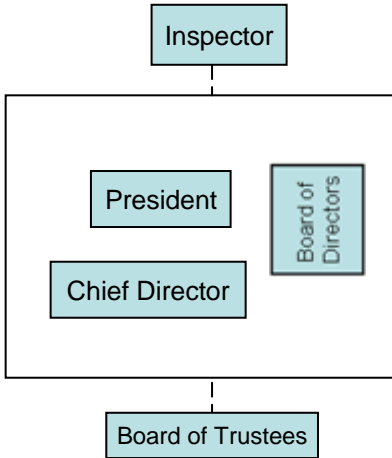 Inspector
President
Board of
Directors
Chief Director
Board of Trustees